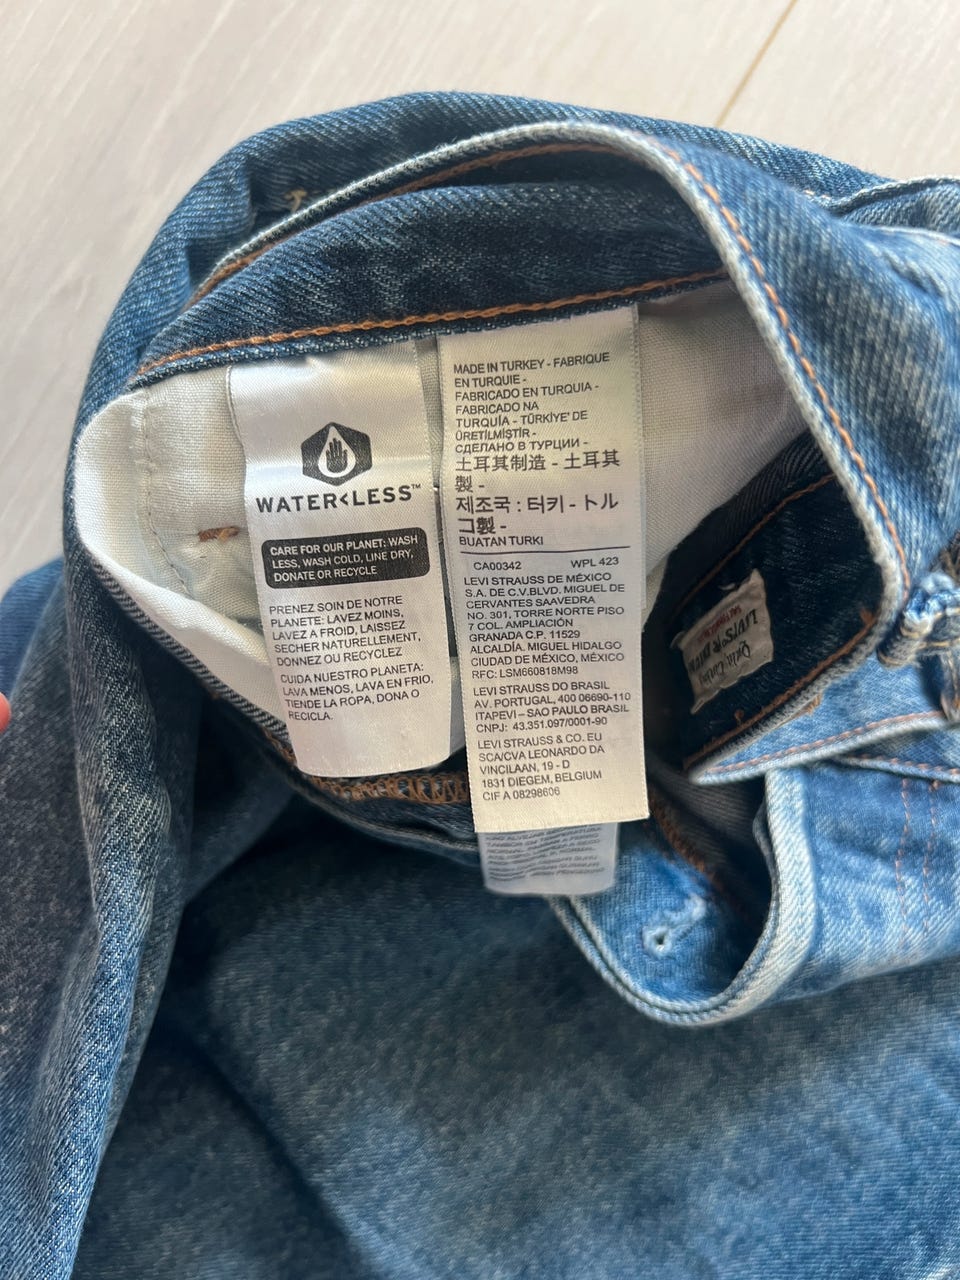 WATER<LESS™
CARE FOR OUR PLANET: WASH
LESS, WASH COLD, LINE DRY,
DONATE OR RECYCLE
PRENEZ SOIN DE NOTRE
PLANETE: LAVEZ MOINS,
LAVEZ A FROID, LAISSEZ
SECHER NATURELLEMENT,
DONNEZ OU RECYCLEZ
CUIDA NUESTRO PLANETA:
LAVA MENOS, LAVA EN FRIO,
TIENDE LA ROPA, DONA O
RECICLA.
MADE IN TURKEY - FABRIQUE
EN TURQUIE -
FABRICADO EN TURQUIA -
FABRICADO NA
TURQUÍA - TÜRKİYE' DE
ÜRETİLMİŞTİR -
СДЕЛАНО В ТУРЦИИ -
土耳其制造 - 土耳其
製 -
제조국 : 터키 - トル
コ製 -
BUATAN TURKI
CA00342 WPL 423
LEVI STRAUSS DE MÉXICO
S.A. DE C.V.BLVD. MIGUEL DE
CERVANTES SAAVEDRA
NO. 301, TORRE NORTE PISO
7 COL. AMPLIACIÓN
GRANADA C.P. 11529
ALCALDÍA. MIGUEL HIDALGO
CIUDAD DE MÉXICO, MÉXICO
RFC: LSM660818M98
LEVI STRAUSS DO BRASIL
AV. PORTUGAL, 400 06690-110
ITAPEVI – SAO PAULO BRASIL
CNPJ: 43.351.097/0001-90
LEVI STRAUSS & CO. EU
SCA/CVA LEONARDO DA
VINCILAAN, 19 - D
1831 DIEGEM, BELGIUM
CIF A 08298606